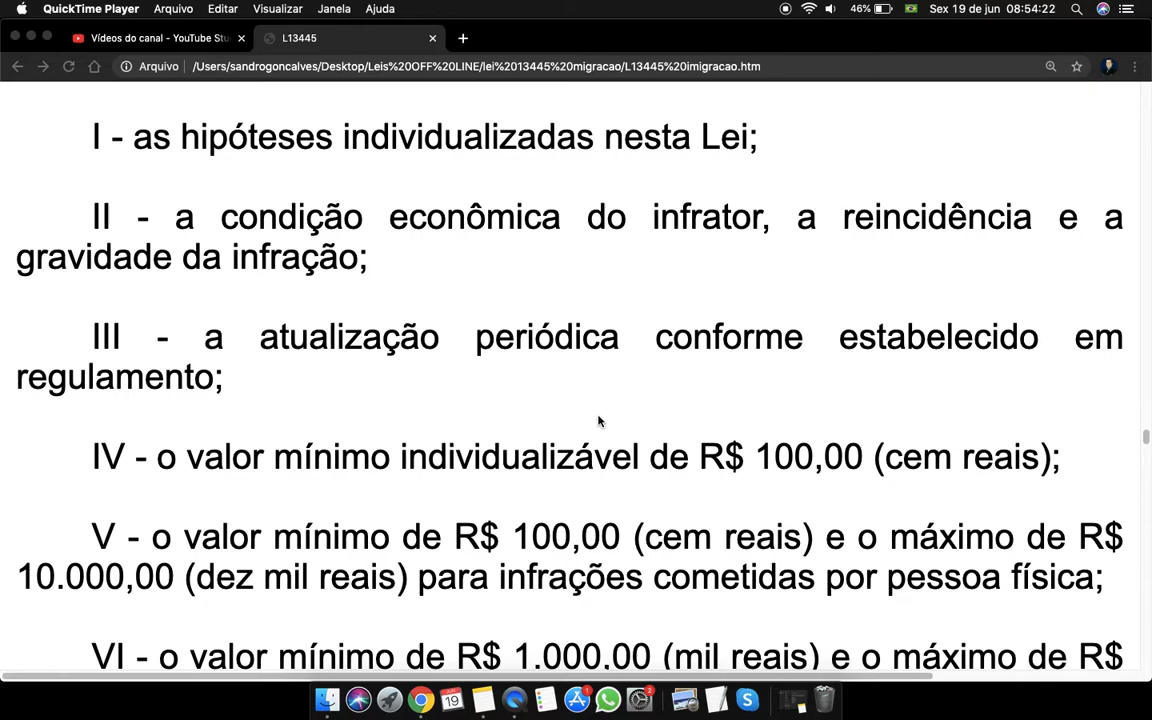 QuickTime Player Arquivo Editar Visualizar Janela Ajuda 46% Sex 19 de jun 08:54:22
Vídeos do canal - YouTube Stu
L13445
Arquivo /Users/sandrogoncalves/Desktop/Leis%20OFF%20LINE/lei%2013445%20migracao/L13445%20imigracao.htm
I - as hipóteses individualizadas nesta Lei;
II - a condição econômica do infrator, a reincidência e a
gravidade da infração;
III - a atualização periódica conforme estabelecido em
regulamento;
IV - o valor mínimo individualizável de R$ 100,00 (cem reais);
V - o valor mínimo de R$ 100,00 (cem reais) e o máximo de R$
10.000,00 (dez mil reais) para infrações cometidas por pessoa física;
VI - o valor mínimo de R$ 1.000,00 (mil reais) e o máximo de R$
JUN
19
1
2